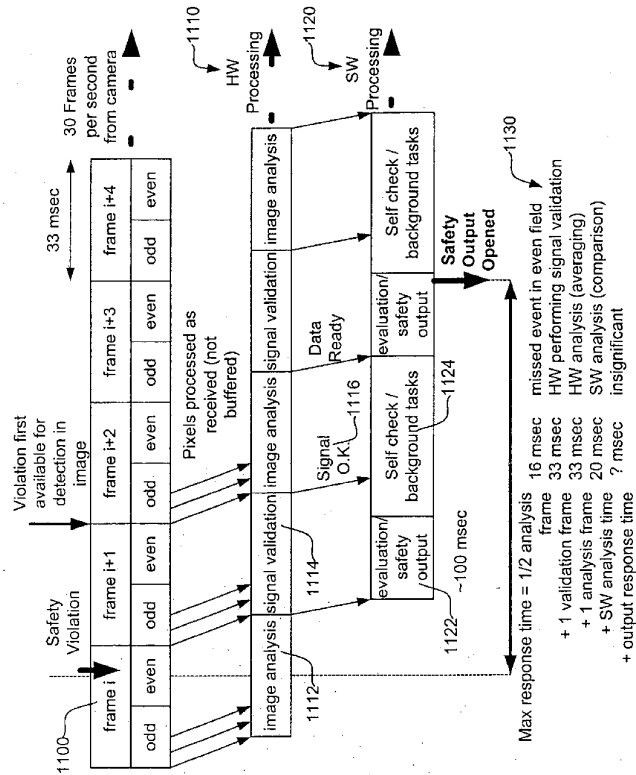 30 Frames
per second
from camera
33 msec
Violation first
available for
detection in
image
Safety
Violation
1100
frame i
frame i+1
frame i+2
frame i+3
frame i+4
odd
even
odd
even
odd
even
odd
even
odd
even
Pixels processed as
received (not
buffered)
1110
HW
Processing
image analysis
signal validation
image analysis
signal validation
image analysis
1112
1114
Signal
O.K.
1116
Data
Ready
1120
SW
Processing
evaluation/
safety
output
Self check /
background
tasks
evaluation/
safety
output
Self check /
background
tasks
1122
1124
~100 msec
Safety
Output
Opened
1130
Max response time = 1/2 analysis
frame
16 msec
missed event in even field
+ 1 validation frame
33 msec
HW performing signal validation
+ 1 analysis frame
33 msec
HW analysis (averaging)
+ SW analysis time
20 msec
SW analysis (comparison)
+ output response time
? msec
insignificant